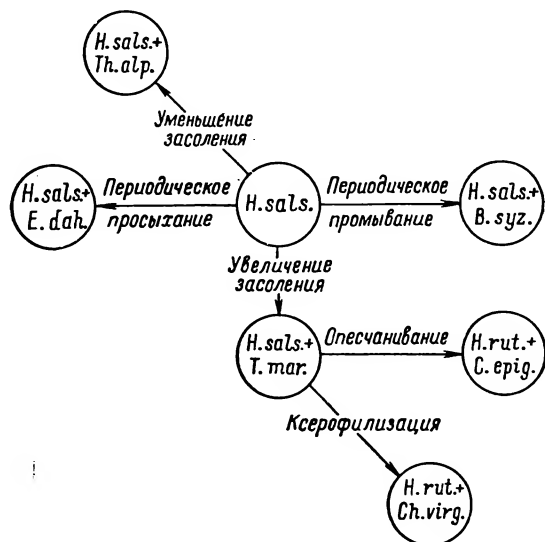 H.sals.+
Th.alp.
Уменьшение
засоления
H.sals.+
E.dah.
Периодическое
просыхание
H.sals.
Периодическое
промывание
H.sals.+
B.syz.
Увеличение
засоления
H.sals.+
T.mar.
Опесчанивание
H.rut.+
C.epig.
Ксерофилизация
H.rut.+
Ch.virg.